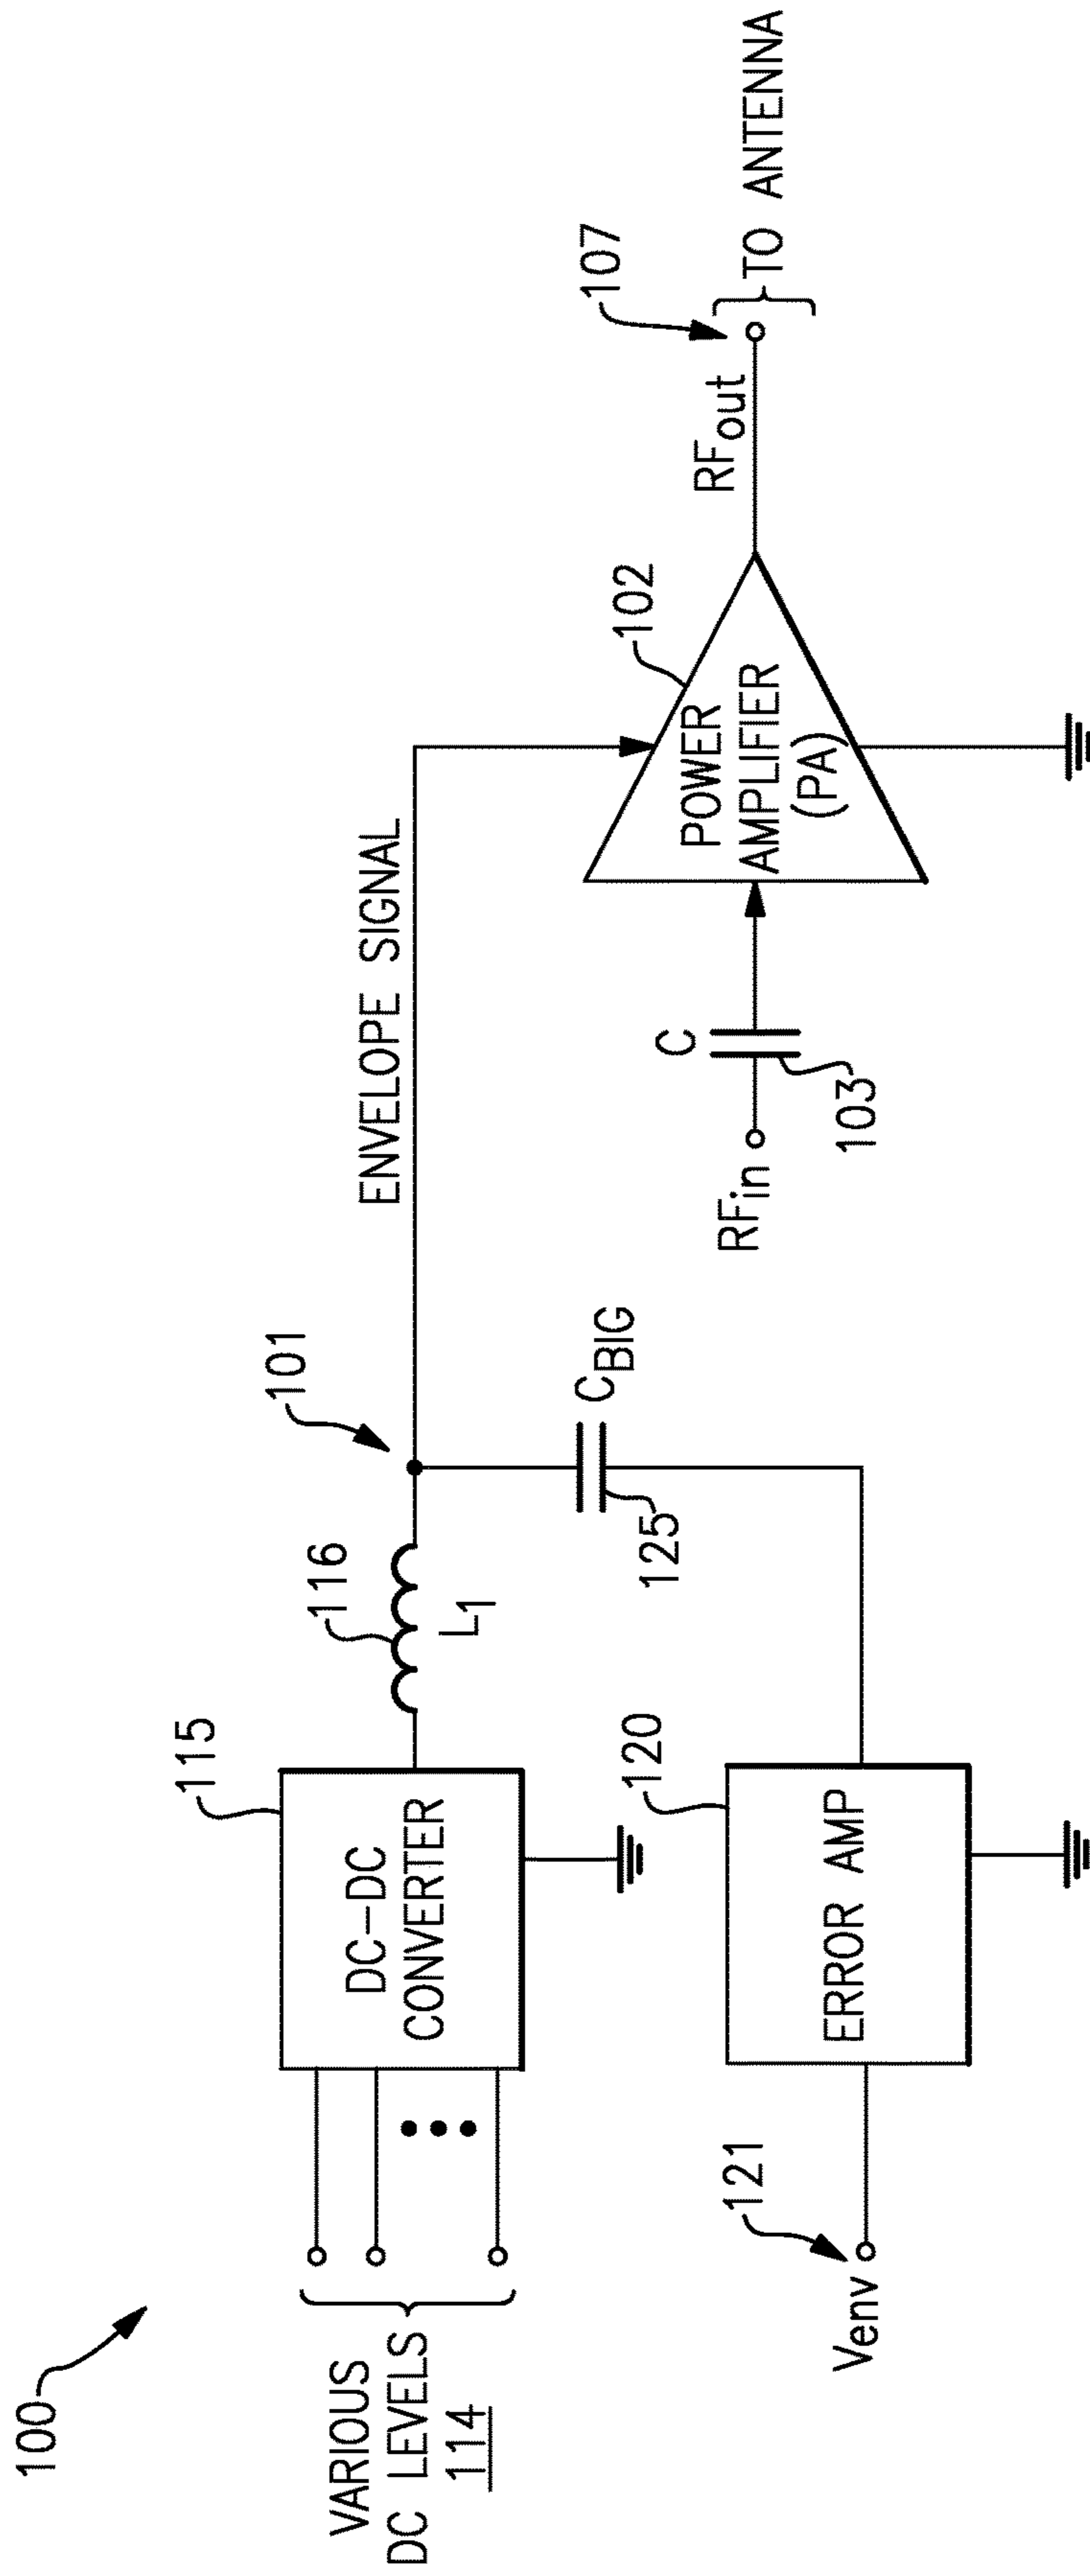 100
VARIOUS
DC LEVELS
114
115
DC-DC
CONVERTER
116
L1
101
ENVELOPE SIGNAL
CBIG
125
121
Venv
120
ERROR AMP
RFin
C
103
102
POWER
AMPLIFIER
(PA)
RFout
107
TO ANTENNA